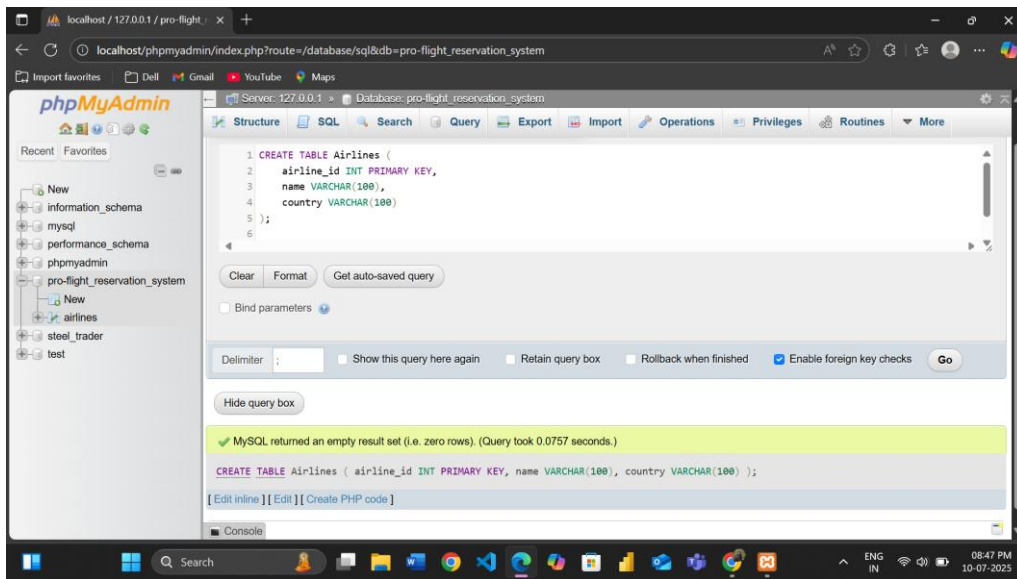 localhost / 127.0.0.1 / pro-flight_r
localhost/phpmyadmin/index.php?route=/database/sql&db=pro-flight_reservation_system
Import favorites Dell Gmail YouTube Maps
phpMyAdmin
Recent Favorites
New
information_schema
mysql
performance_schema
phpmyadmin
pro-flight_reservation_system
New
airlines
steel_trader
test
Server: 127.0.0.1 » Database: pro-flight_reservation_system
Structure SQL Search Query Export Import Operations Privileges Routines More
1 CREATE TABLE Airlines (
2 airline_id INT PRIMARY KEY,
3 name VARCHAR(100),
4 country VARCHAR(100)
5 );
6
Clear Format Get auto-saved query
Bind parameters
Delimiter ; Show this query here again Retain query box Rollback when finished Enable foreign key checks Go
Hide query box
MySQL returned an empty result set (i.e. zero rows). (Query took 0.0757 seconds.)
CREATE TABLE Airlines ( airline_id INT PRIMARY KEY, name VARCHAR(100), country VARCHAR(100) );
[ Edit inline ] [ Edit ] [ Create PHP code ]
Console
Search
ENG
IN
08:47 PM
10-07-2025